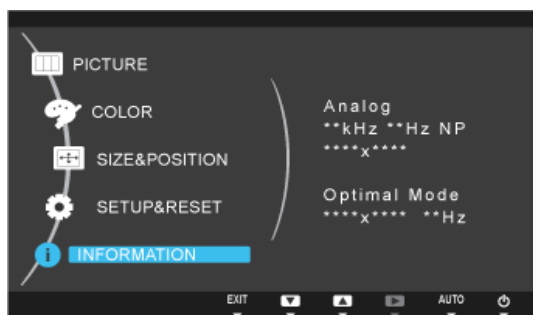 PICTURE
COLOR
SIZE&POSITION
SETUP&RESET
INFORMATION
Analog
**kHz **Hz NP
****x****
Optimal Mode
****x**** **Hz
EXIT
AUTO